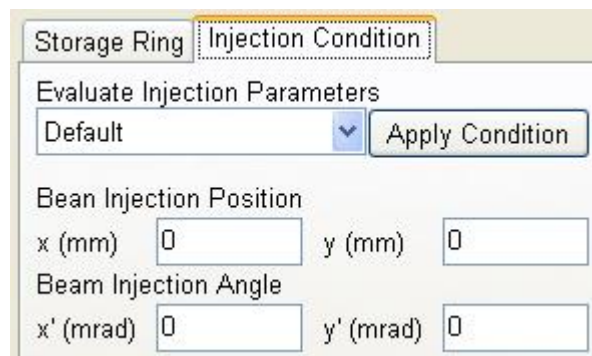 Storage Ring Injection Condition
Evaluate Injection Parameters
Default Apply Condition
Bean Injection Position
x (mm) 0 y (mm) 0
Beam Injection Angle
x' (mrad) 0 y' (mrad) 0